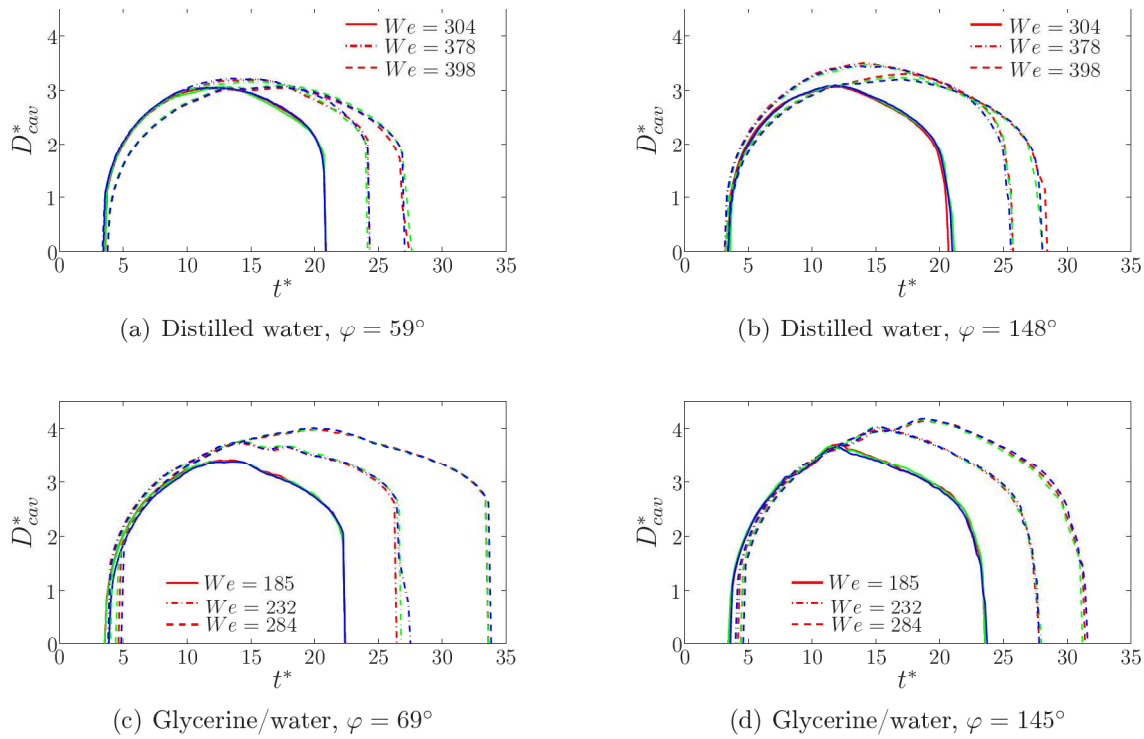 We = 304
We = 378
We = 398
D*cav
4
3
2
1
0
0 5 10 15 20 25 30 35
t*
(a) Distilled water, φ = 59°
We = 304
We = 378
We = 398
D*cav
4
3
2
1
0
0 5 10 15 20 25 30 35
t*
(b) Distilled water, φ = 148°
D*cav
4
3
2
1
0
We = 185
We = 232
We = 284
0 5 10 15 20 25 30 35
t*
(c) Glycerine/water, φ = 69°
D*cav
4
3
2
1
0
We = 185
We = 232
We = 284
0 5 10 15 20 25 30 35
t*
(d) Glycerine/water, φ = 145°